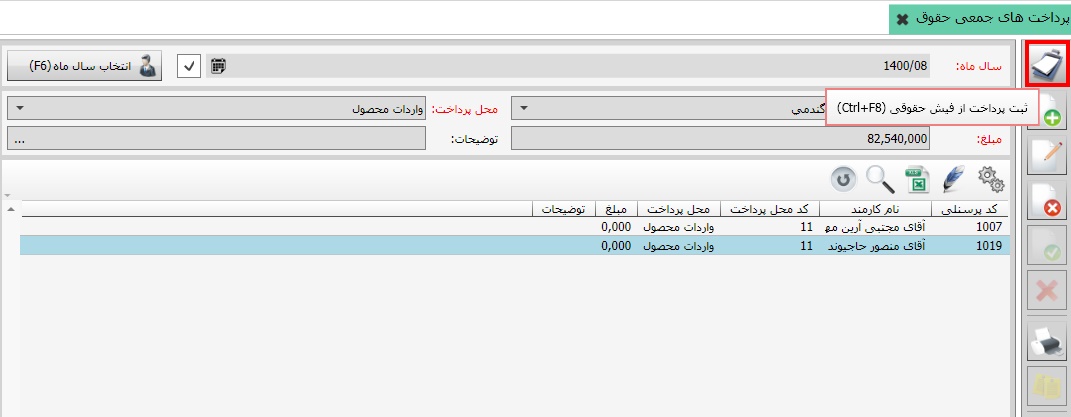 پرداخت های جمعی حقوق
سال ماه: 1400/08 انتخاب سال ماه (F6)
ثبت پرداخت از فیش حقوقی (Ctrl+F8)
گندمي محل پرداخت: واردات محصول
مبلغ: 82,540,000 توضیحات: ...
کد پرسنلی نام کارمند کد محل پرداخت محل پرداخت مبلغ توضیحات
1007 آقای مجتبی آرین مه 11 واردات محصول 0,000
1019 آقای منصور حاجیوند 11 واردات محصول 0,000